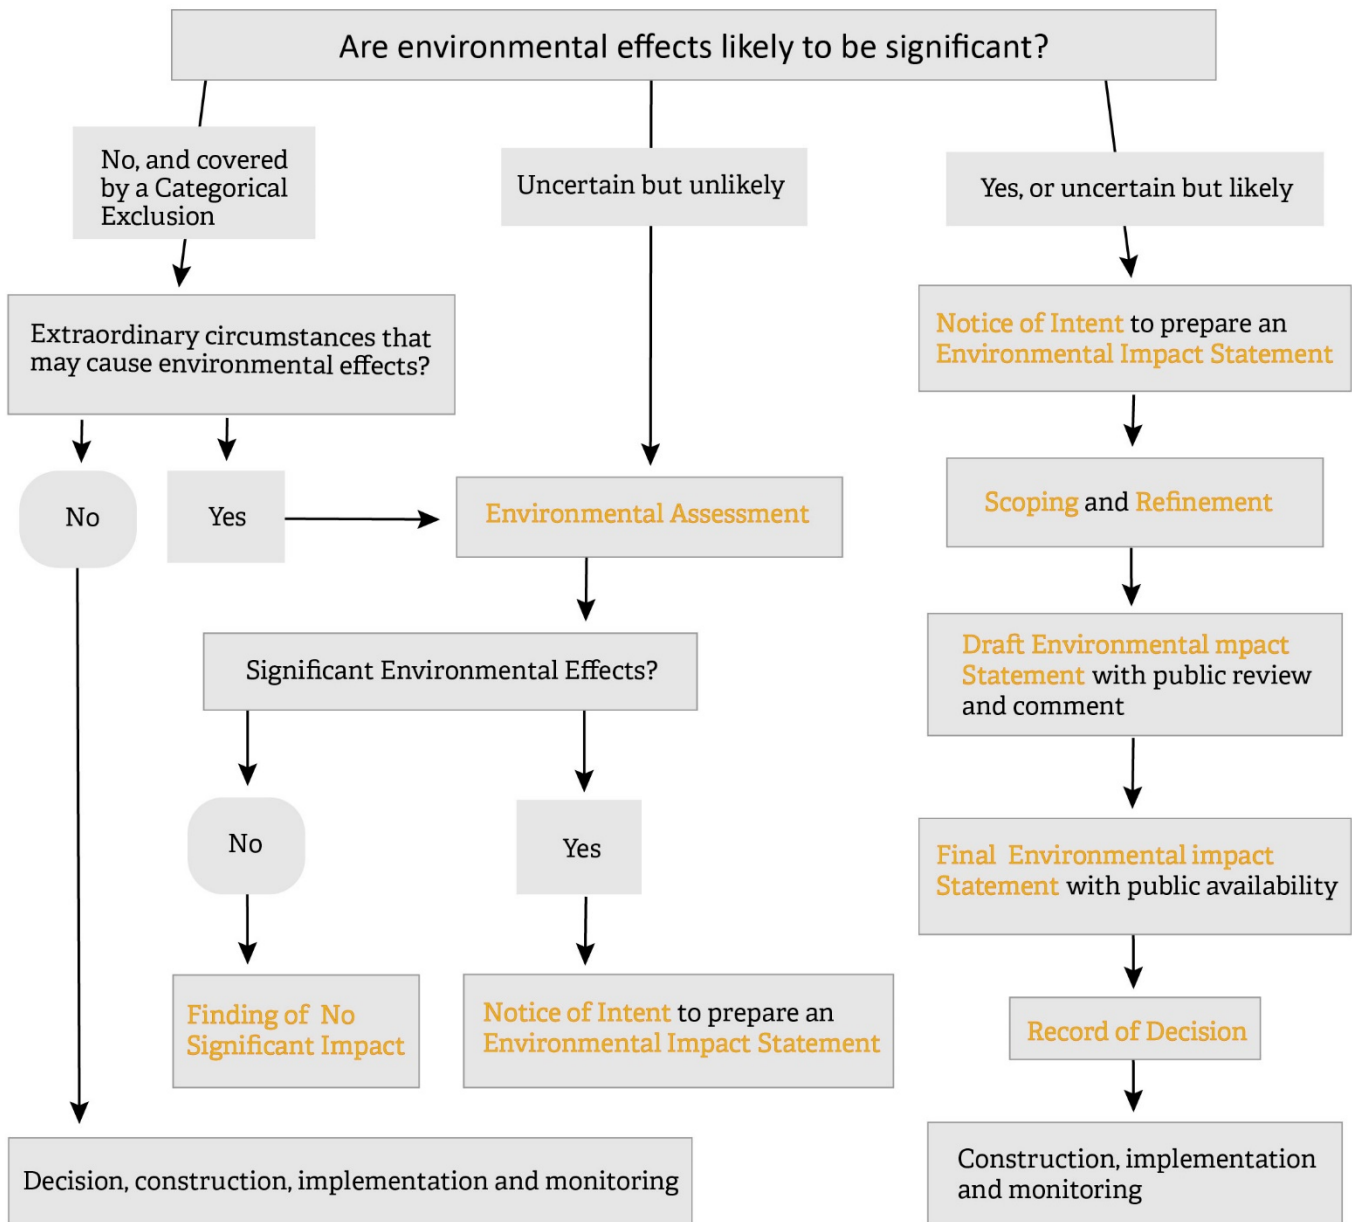 Are environmental effects likely to be significant?
No, and covered
by a Categorical
Exclusion
Uncertain but unlikely
Yes, or uncertain but likely
Extraordinary circumstances that
may cause environmental effects?
Notice of Intent to prepare an
Environmental Impact Statement
No
Yes
Environmental Assessment
Scoping and Refinement
Significant Environmental Effects?
Draft Environmental mpact
Statement with public review
and comment
No
Yes
Final Environmental impact
Statement with public availability
Finding of No
Significant Impact
Notice of Intent to prepare an
Environmental Impact Statement
Record of Decision
Decision, construction, implementation and monitoring
Construction, implementation
and monitoring